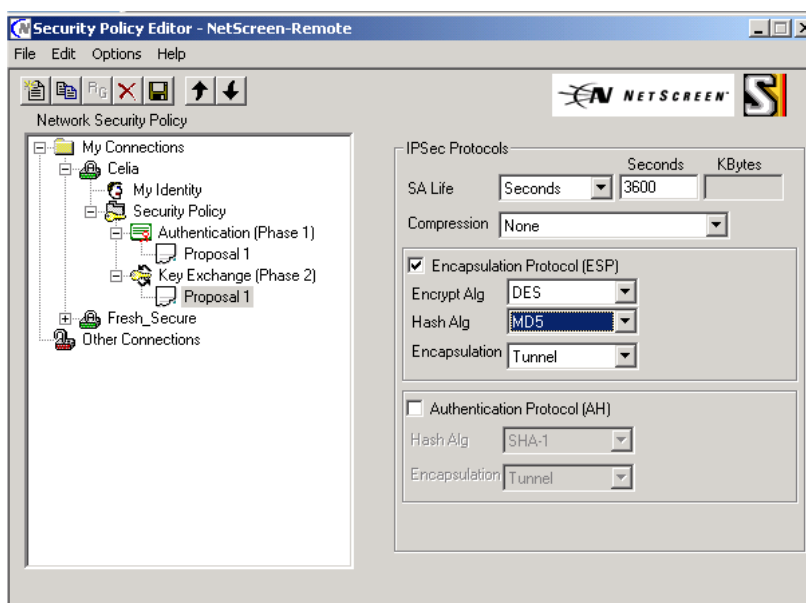 Security Policy Editor - NetScreen-Remote
File Edit Options Help
NETSCREEN
Network Security Policy
My Connections
Celia
My Identity
Security Policy
Authentication (Phase 1)
Proposal 1
Key Exchange (Phase 2)
Proposal 1
Fresh_Secure
Other Connections
IPSec Protocols
Seconds KBytes
SA Life Seconds 3600
Compression None
Encapsulation Protocol (ESP)
Encrypt Alg DES
Hash Alg MD5
Encapsulation Tunnel
Authentication Protocol (AH)
Hash Alg SHA-1
Encapsulation Tunnel